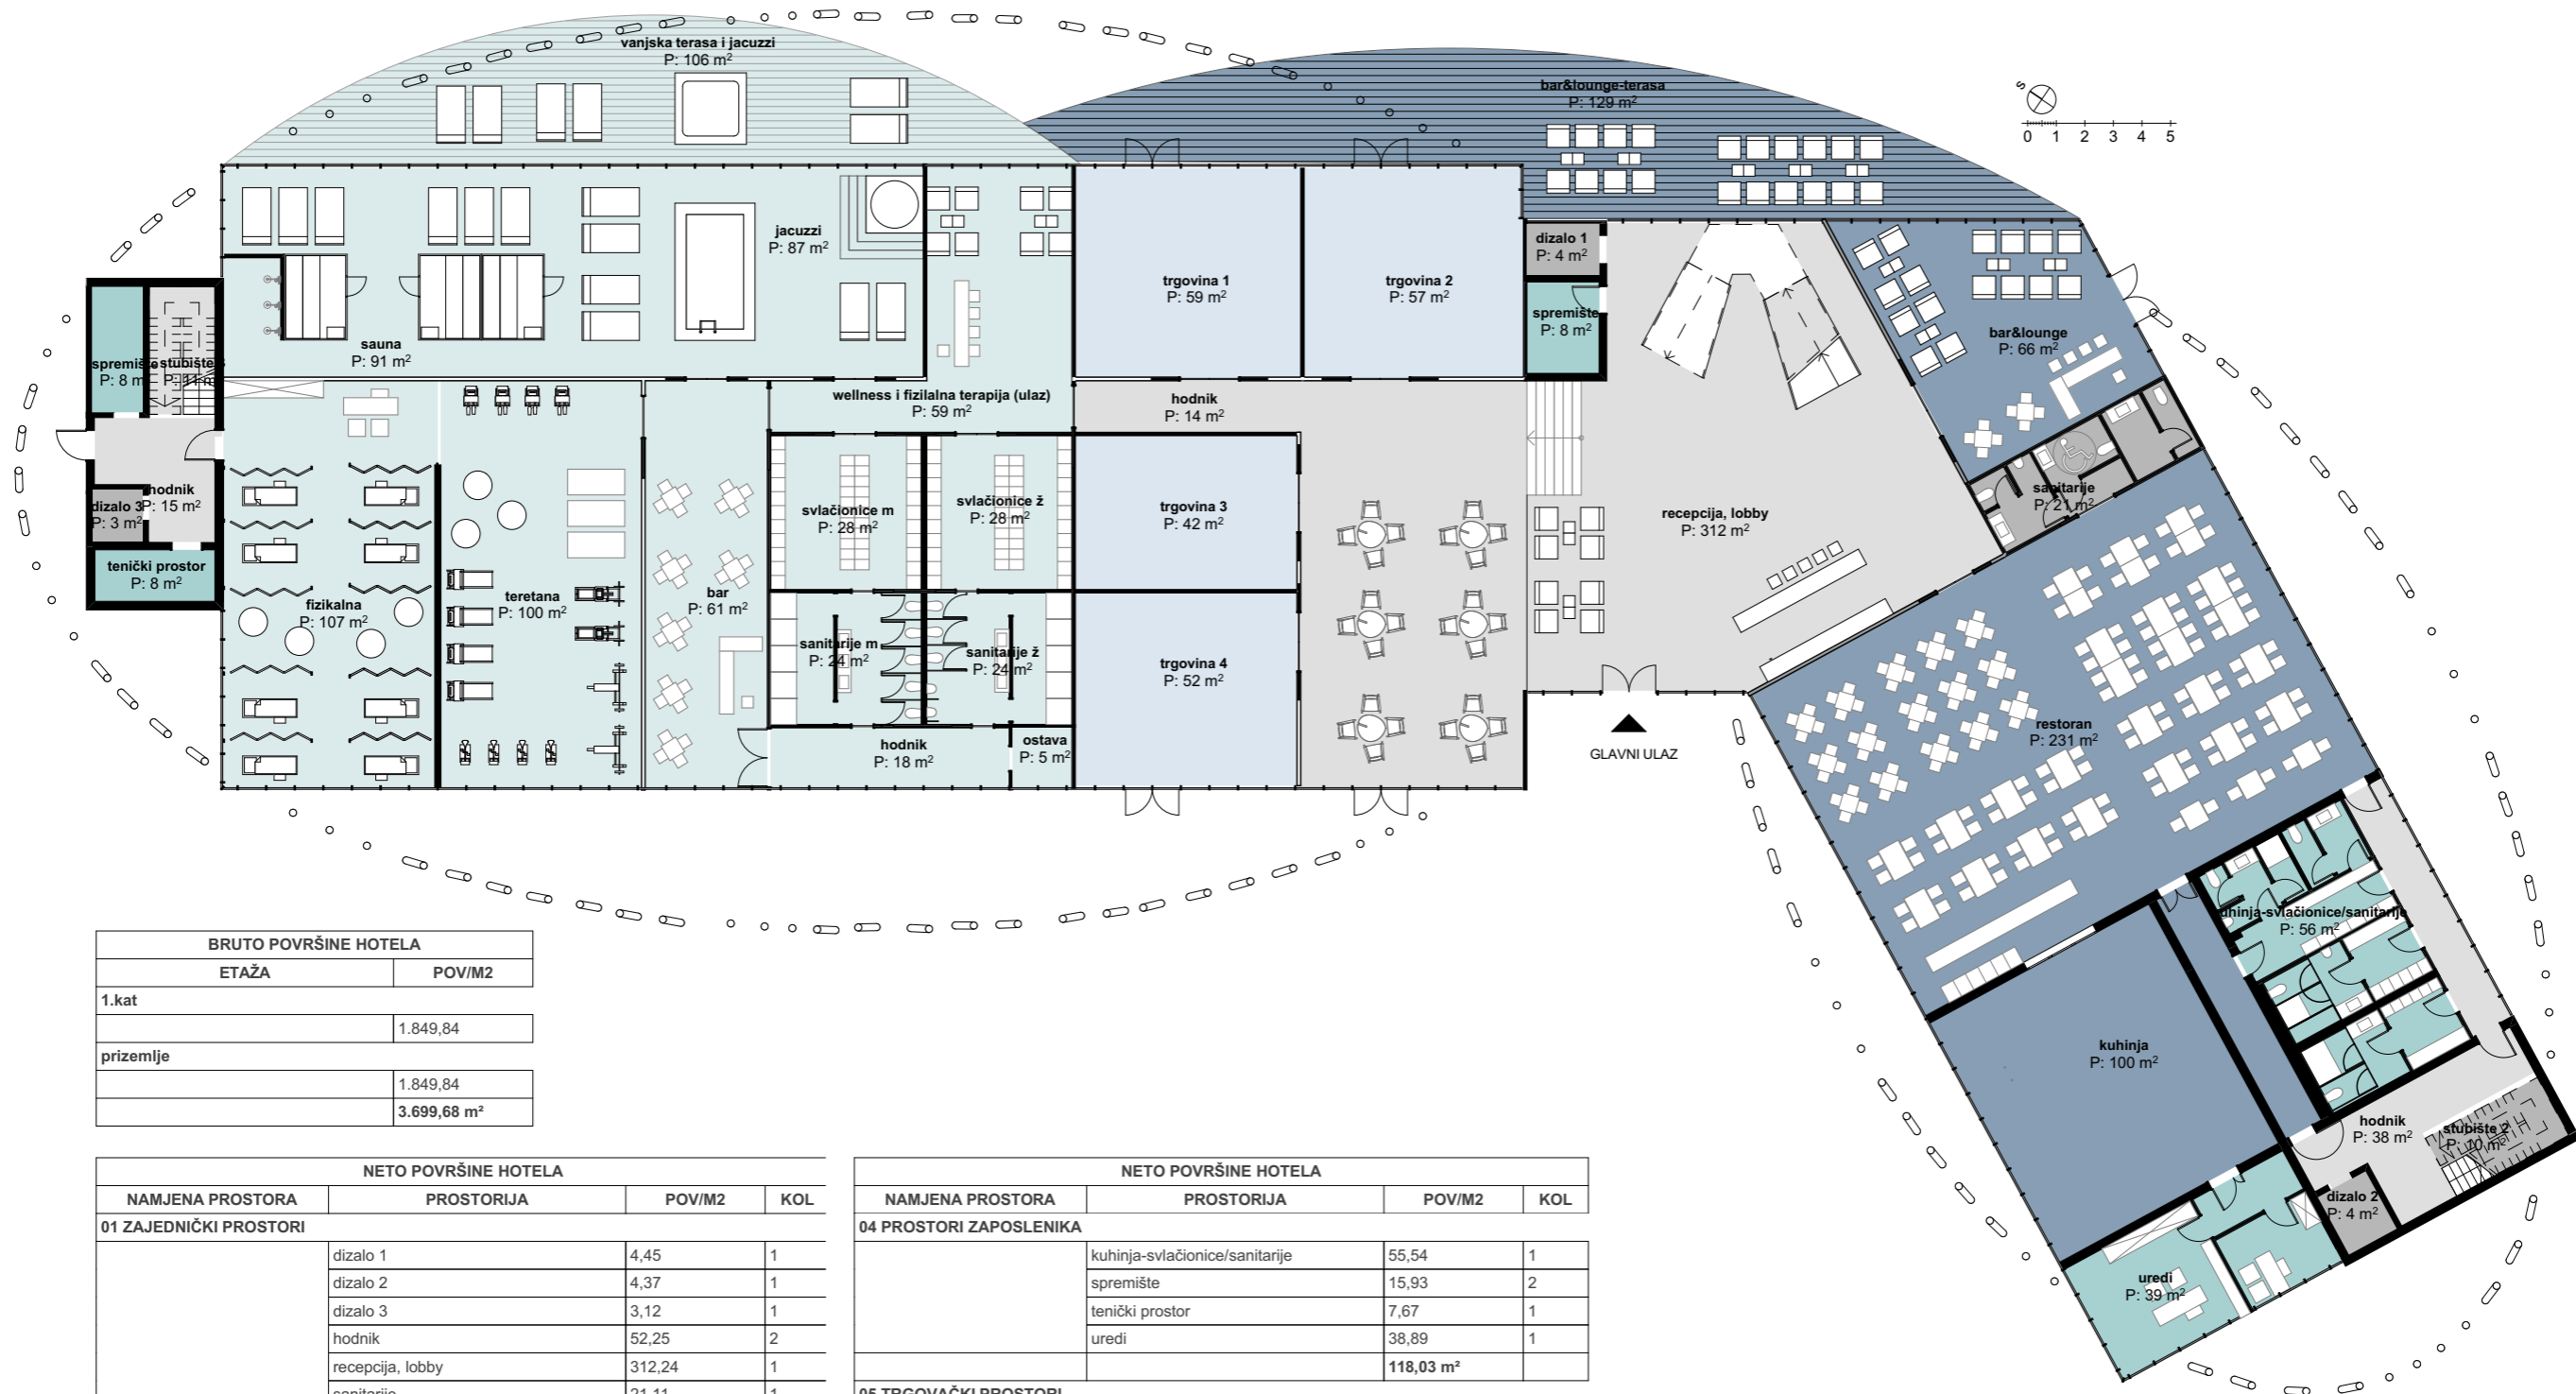 vanjska terasa i jacuzzi
P: 106 m²
bar&lounge-terasa
P: 129 m²
S
0 1 2 3 4 5
jacuzzi
P: 87 m²
dizalo 1
P: 4 m²
trgovina 1
P: 59 m²
trgovina 2
P: 57 m²
spremište
P: 8 m²
bar&lounge
P: 66 m²
sauna
P: 91 m²
spremište
P: 8 m
stubište 3
P: 11 m
wellness i fizilalna terapija (ulaz)
P: 59 m²
hodnik
P: 14 m²
hodnik
P: 15 m²
dizalo 3
P: 3 m²
svlačionice m
P: 28 m²
svlačionice ž
P: 28 m²
trgovina 3
P: 42 m²
recepcija, lobby
P: 312 m²
sanitarije
P: 21 m²
tenički prostor
P: 8 m²
fizikalna
P: 107 m²
teretana
P: 100 m²
bar
P: 61 m²
sanitarije m
P: 24 m²
sanitarije ž
P: 24 m²
trgovina 4
P: 52 m²
restoran
P: 231 m²
hodnik
P: 18 m²
ostava
P: 5 m²
GLAVNI ULAZ
kuhinja-svlačionice/sanitarije
P: 56 m²
kuhinja
P: 100 m²
hodnik
P: 38 m²
stubište 2
P: 10 m²
dizalo 2
P: 4 m²
uredi
P: 39 m²
BRUTO POVRŠINE HOTELA
ETAŽA POV/M2
1.kat
1.849,84
prizemlje
1.849,84
3.699,68 m²
NETO POVRŠINE HOTELA
NAMJENA PROSTORA PROSTORIJA POV/M2 KOL
01 ZAJEDNIČKI PROSTORI
dizalo 1 4,45 1
dizalo 2 4,37 1
dizalo 3 3,12 1
hodnik 52,25 2
recepcija, lobby 312,24 1
sanitarije 21,11 1
NETO POVRŠINE HOTELA
NAMJENA PROSTORA PROSTORIJA POV/M2 KOL
04 PROSTORI ZAPOSLENIKA
kuhinja-svlačionice/sanitarije 55,54 1
spremište 15,93 2
tenički prostor 7,67 1
uredi 38,89 1
118,03 m²
05 TRGOVAČKI PROSTORI